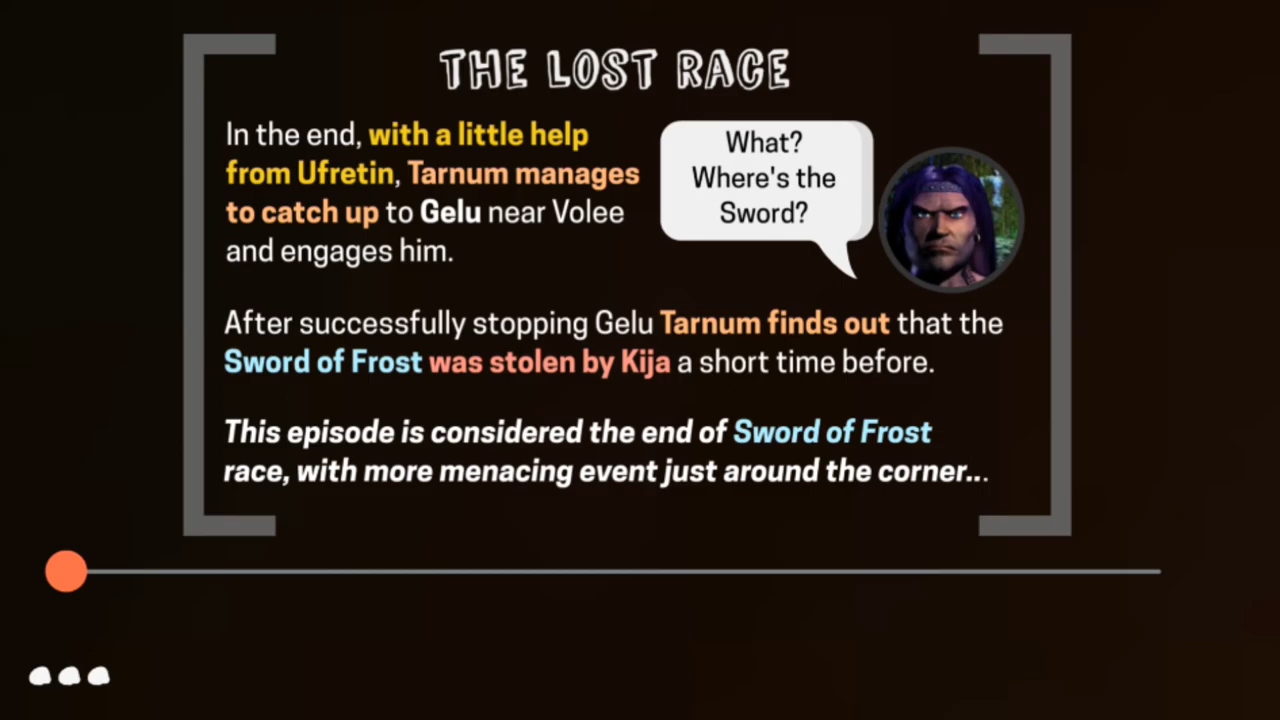 THE LOST RACE
In the end, with a little help
from Ufretin, Tarnum manages
to catch up to Gelu near Volee
and engages him.
What?
Where's the
Sword?
After successfully stopping Gelu Tarnum finds out that the
Sword of Frost was stolen by Kija a short time before.
This episode is considered the end of Sword of Frost
race, with more menacing event just around the corner...